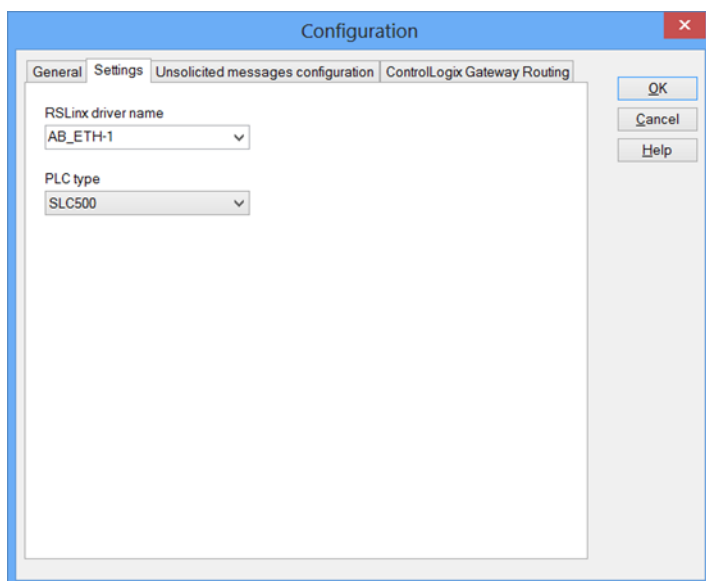 Configuration
General Settings Unsolicited messages configuration ControlLogix Gateway Routing
OK
RSLinx driver name
Cancel
AB_ETH-1
Help
PLC type
SLC500